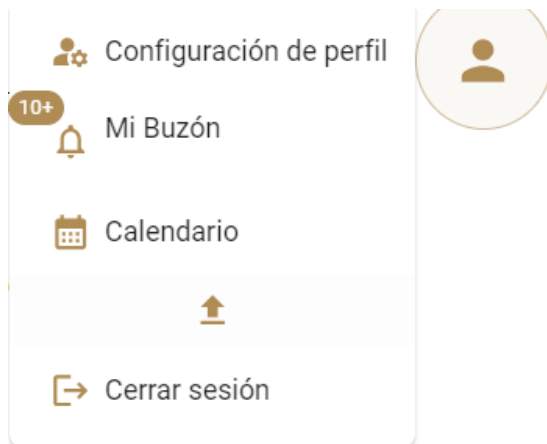 Configuración de perfil
10+
Mi Buzón
Calendario
Cerrar sesión